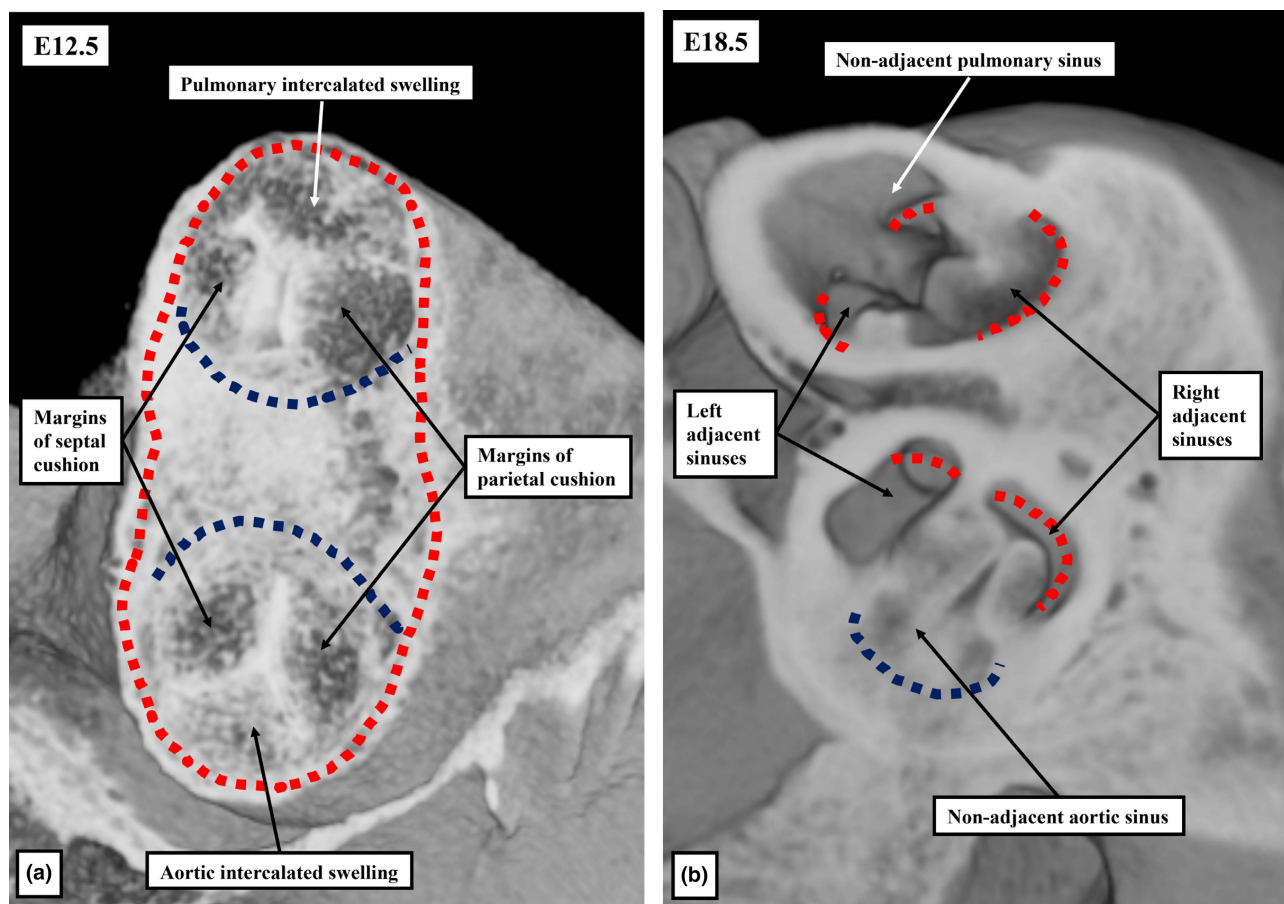 E12.5
Pulmonary intercalated swelling
Margins
of septal
cushion
Margins of
parietal cushion
Aortic intercalated swelling
(a)
E18.5
Non-adjacent pulmonary sinus
Left
adjacent
sinuses
Right
adjacent
sinuses
Non-adjacent aortic sinus
(b)